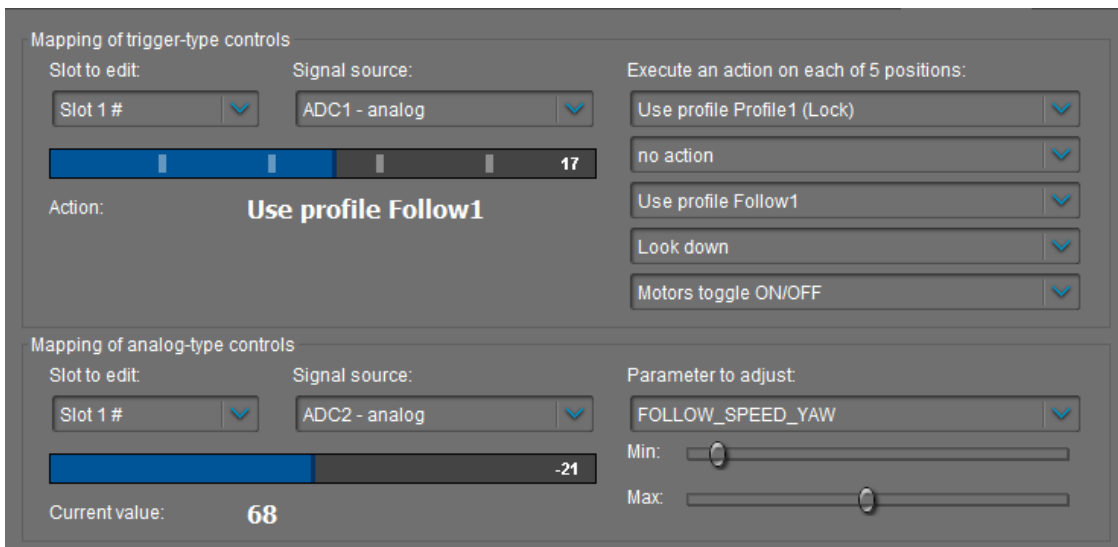 Mapping of trigger-type controls
Slot to edit:
Signal source:
Execute an action on each of 5 positions:
Slot 1 #
ADC1 - analog
Use profile Profile1 (Lock)
17
no action
Action:
Use profile Follow1
Use profile Follow1
Look down
Motors toggle ON/OFF
Mapping of analog-type controls
Slot to edit:
Signal source:
Parameter to adjust:
Slot 1 #
ADC2 - analog
FOLLOW_SPEED_YAW
-21
Min:
Max:
Current value:
68